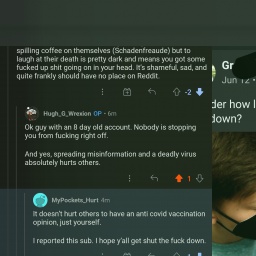 spilling coffee on themselves (Schadenfreude) but to
laugh at their death is pretty dark and means you got some
fucked up shit going on in your head. It's shameful, sad, and
quite frankly should have no place on Reddit.
-2
Hugh_G_Wrexion OP • 6m
Ok guy with an 8 day old account. Nobody is stopping
you from fucking right off.
And yes, spreading misinformation and a deadly virus
absolutely hurts others.
1
MyPockets_Hurt 4m
It doesn't hurt others to have an anti covid vaccination
opinion, just yourself.
I reported this sub. I hope y'all get shut the fuck down.
Gr
Jun 12 •
der how l
down?